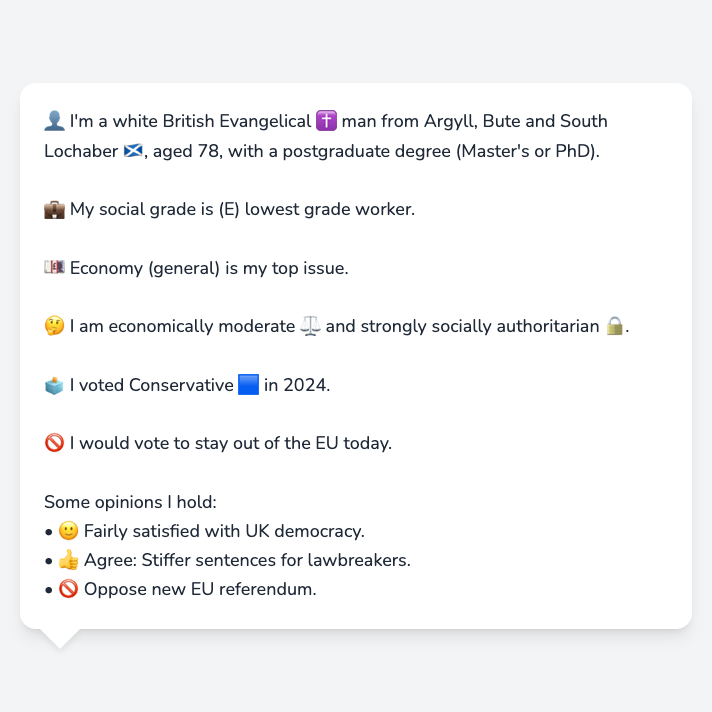 👤 I'm a white British Evangelical ✝️ man from Argyll, Bute and South
Lochaber 🏴󠁧󠁢󠁳󠁣󠁴󠁿, aged 78, with a postgraduate degree (Master's or PhD).
💼 My social grade is (E) lowest grade worker.
💷 Economy (general) is my top issue.
🤔 I am economically moderate ⚖️ and strongly socially authoritarian 🔒.
🗳️ I voted Conservative 🟦 in 2024.
🚫 I would vote to stay out of the EU today.
Some opinions I hold:
• 🙂 Fairly satisfied with UK democracy.
• 👍 Agree: Stiffer sentences for lawbreakers.
• 🚫 Oppose new EU referendum.